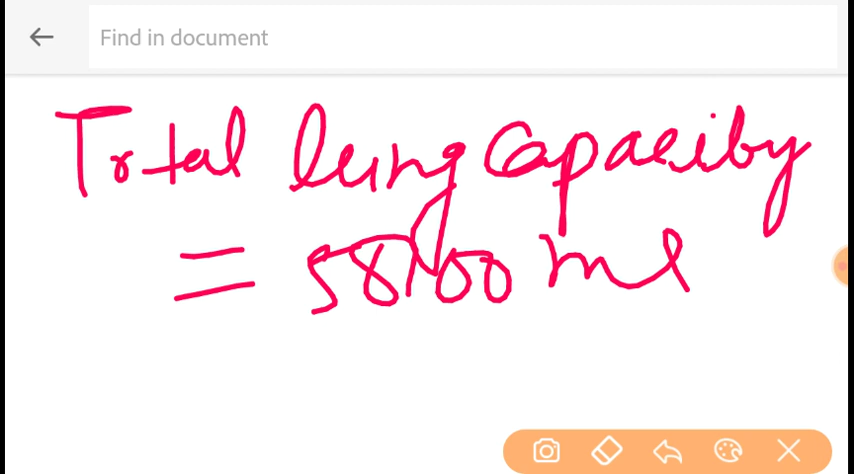 Find in document
Total lung Capacity
= 5800 ml